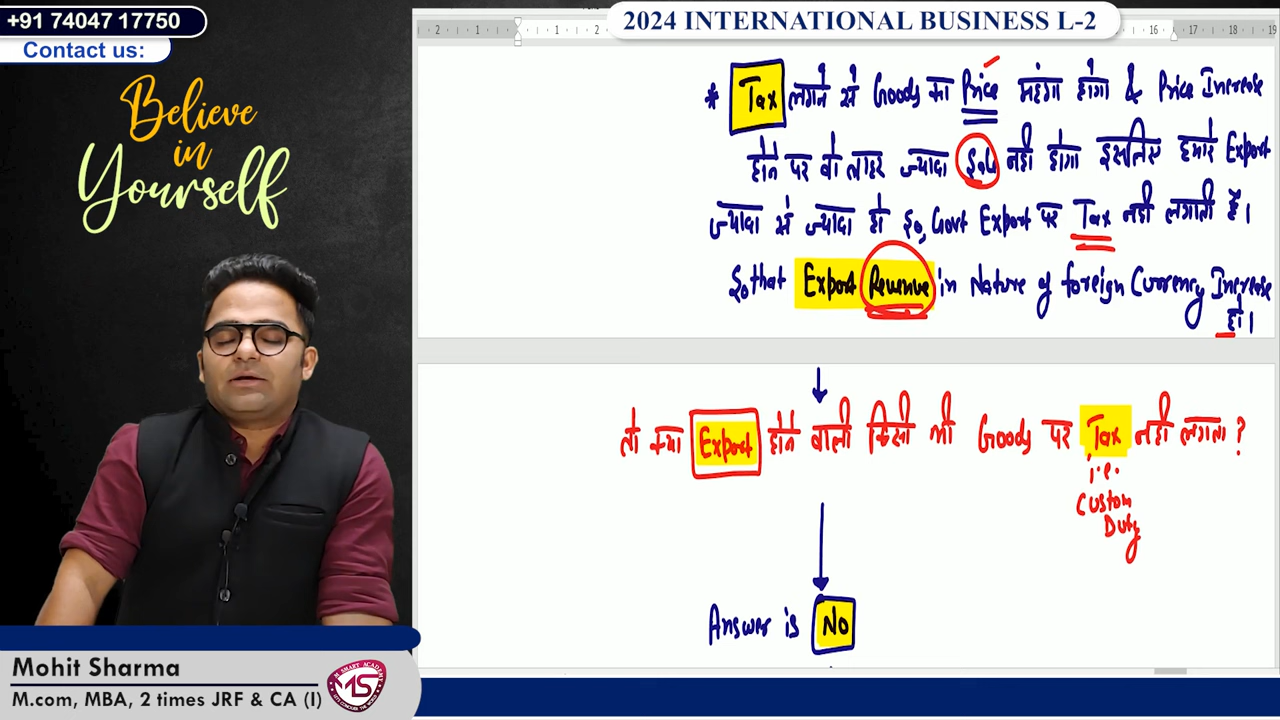 +91 74047 17750
Contact us:
Believe
in
Yourself
2024 INTERNATIONAL BUSINESS L-2
* Tax लगने से Goods का Price मंहगा होगा & Price Increase
होने पर वो बाहर ज्यादा Sale नही होगा इसलिए हमारे Export
ज्यादा से ज्यादा हो So, Govt Export पर Tax नही लगाती है।
So that Export Revenue in Nature of foreign Currency Increase
हो।
तो क्या Export होने वाली किसी भी Goods पर Tax नही लगता ?
i.e.
Custom
Duty
Answer is No
Mohit Sharma
M.com, MBA, 2 times JRF & CA (I)
MS